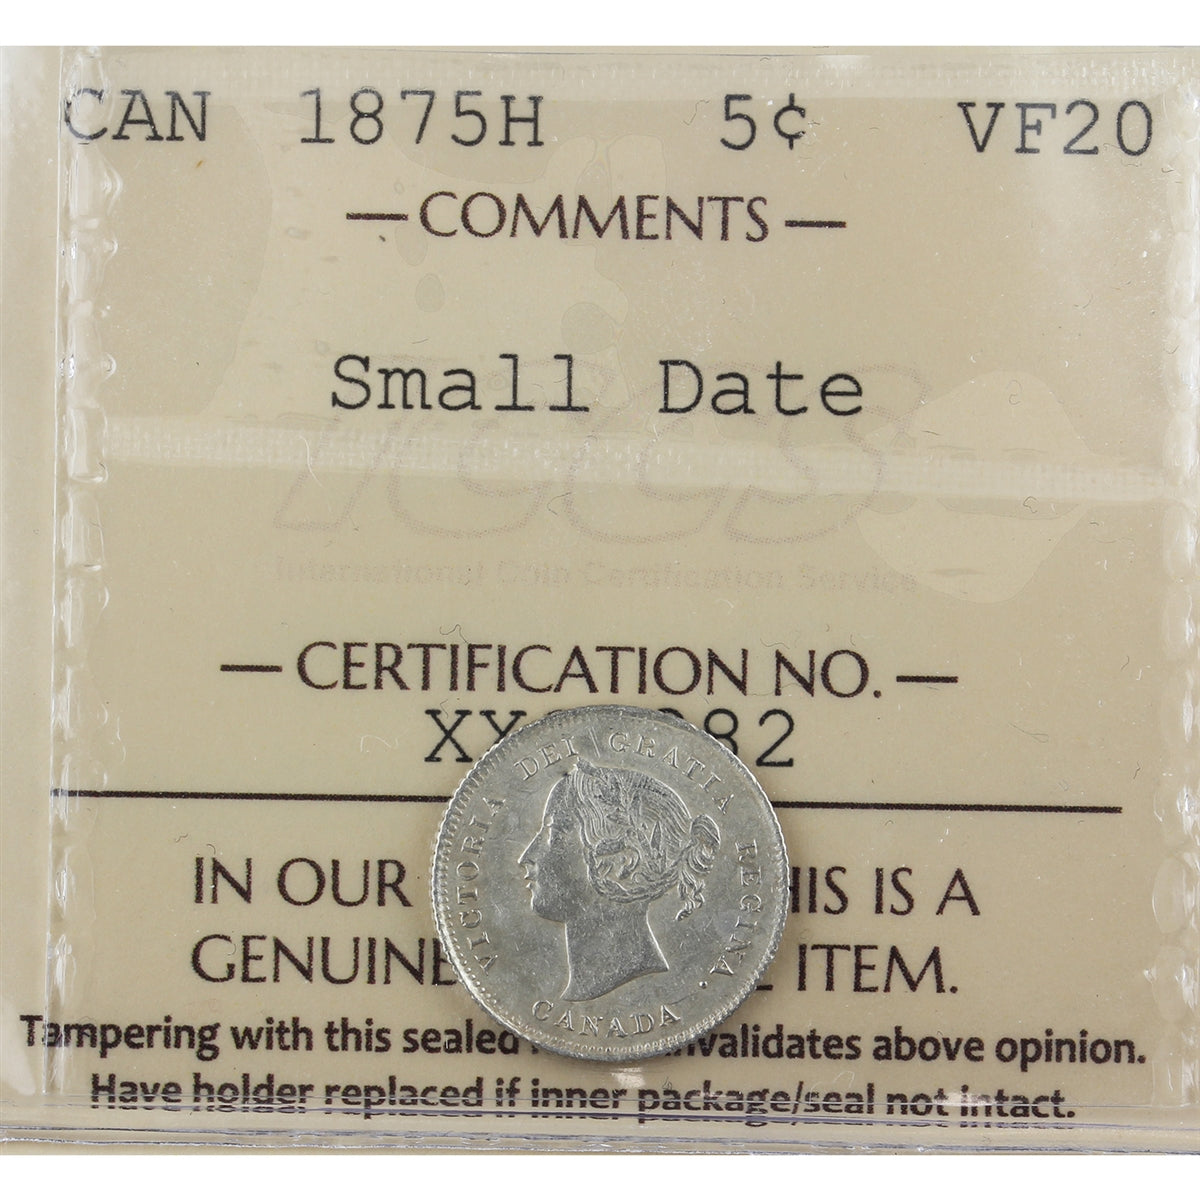 CAN 1875H 5¢ VF20
— COMMENTS —
Small Date
ICCS
International Coin Certification Service
— CERTIFICATION NO. —
82
IN OUR HIS IS A
GENUINE ITEM.
Tampering with this sealed invalidates above opinion.
Have holder replaced if inner package/seal not intact.
VICTORIA DEI GRATIA REGINA.
CANADA